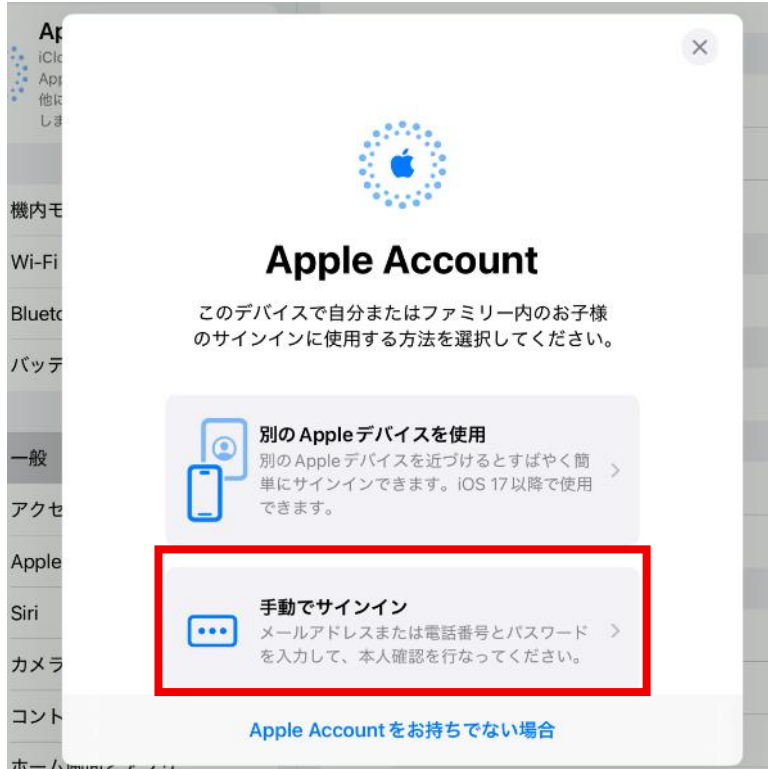 Ap
iClo
App
他に
しま
機内モ
Wi-Fi
Blueto
バッテ
一般
アクセ
Apple
Siri
カメラ
コント
Apple Account
このデバイスで自分またはファミリー内のお子様
のサインインに使用する方法を選択してください。
別のAppleデバイスを使用
別のAppleデバイスを近づけるとすばやく簡
単にサインインできます。iOS 17以降で使用
できます。
手動でサインイン
メールアドレスまたは電話番号とパスワード
を入力して、本人確認を行なってください。
Apple Accountをお持ちでない場合